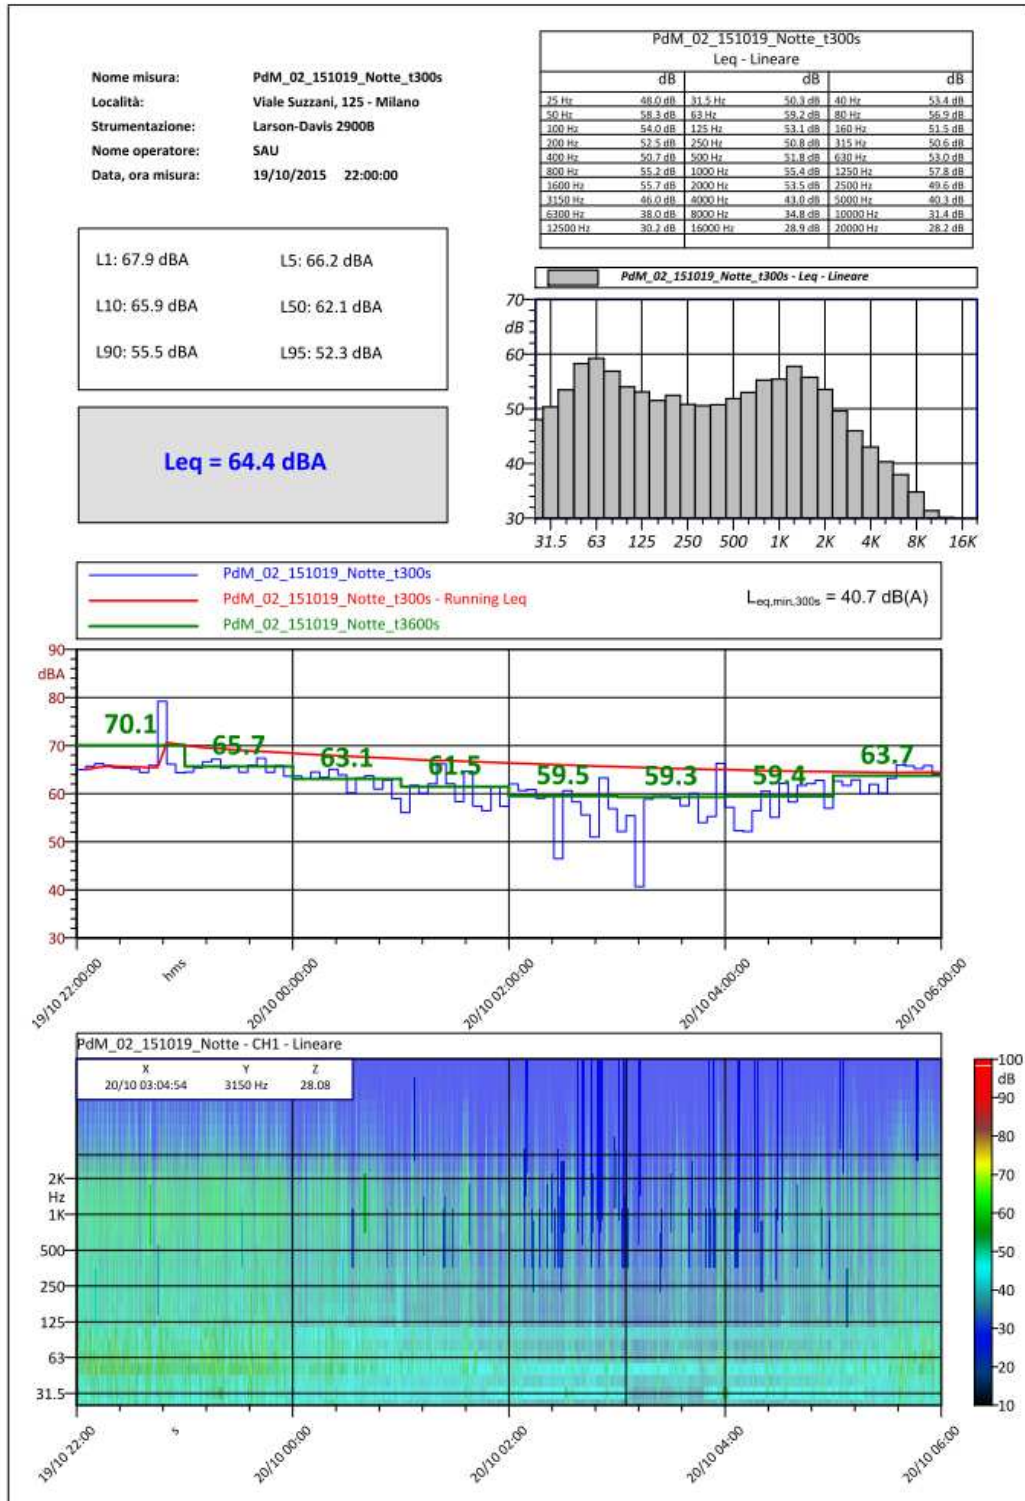 Nome misura: PdM_02_151019_Notte_t300s
Località: Viale Suzzani, 125 - Milano
Strumentazione: Larson-Davis 2900B
Nome operatore: SAU
Data, ora misura: 19/10/2015 22:00:00
PdM_02_151019_Notte_t300s
Leq - Lineare
dB dB dB
25 Hz 48.0 dB 31.5 Hz 50.3 dB 40 Hz 53.4 dB
50 Hz 58.3 dB 63 Hz 59.2 dB 80 Hz 56.9 dB
100 Hz 54.0 dB 125 Hz 53.1 dB 160 Hz 51.5 dB
200 Hz 52.5 dB 250 Hz 50.8 dB 315 Hz 50.6 dB
400 Hz 50.7 dB 500 Hz 51.8 dB 630 Hz 53.0 dB
800 Hz 55.2 dB 1000 Hz 55.4 dB 1250 Hz 57.8 dB
1600 Hz 55.7 dB 2000 Hz 53.5 dB 2500 Hz 49.6 dB
3150 Hz 46.0 dB 4000 Hz 43.0 dB 5000 Hz 40.3 dB
6300 Hz 38.0 dB 8000 Hz 34.8 dB 10000 Hz 31.4 dB
12500 Hz 30.2 dB 16000 Hz 28.9 dB 20000 Hz 28.2 dB
L1: 67.9 dBA L5: 66.2 dBA
L10: 65.9 dBA L50: 62.1 dBA
L90: 55.5 dBA L95: 52.3 dBA
Leq = 64.4 dBA
PdM_02_151019_Notte_t300s - Leq - Lineare
70
dB
60
50
40
30
31.5 63 125 250 500 1K 2K 4K 8K 16K
PdM_02_151019_Notte_t300s
PdM_02_151019_Notte_t300s - Running Leq
PdM_02_151019_Notte_t3600s
Leq,min,300s = 40.7 dB(A)
90
dBA
80
70
60
50
40
30
70.1 65.7 63.1 61.5 59.5 59.3 59.4 63.7
19/10 22:00:00 hms 20/10 00:00:00 20/10 02:00:00 20/10 04:00:00 20/10 06:00:00
PdM_02_151019_Notte - CH1 - Lineare
X Y Z
20/10 03:04:54 3150 Hz 28.08
2K
Hz
1K
500
250
125
63
31.5
19/10 22:00 s 20/10 00:00 20/10 02:00 20/10 04:00 20/10 06:00
100
dB
90
80
70
60
50
40
30
20
10